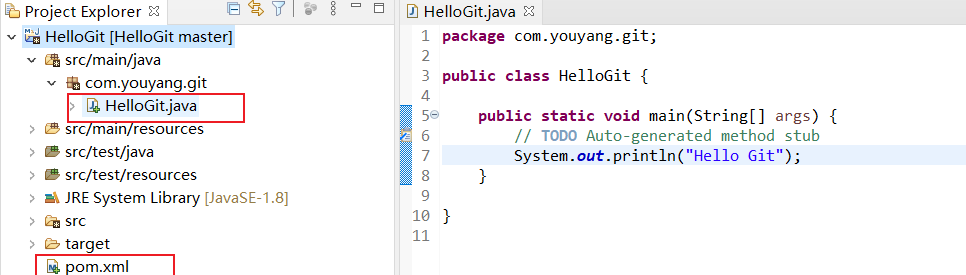 Project Explorer
HelloGit [HelloGit master]
src/main/java
com.youyang.git
HelloGit.java
src/main/resources
src/test/java
src/test/resources
JRE System Library [JavaSE-1.8]
src
target
pom.xml
HelloGit.java
1 package com.youyang.git;
2
3 public class HelloGit {
4
5 public static void main(String[] args) {
6 // TODO Auto-generated method stub
7 System.out.println("Hello Git");
8 }
9
10 }
11